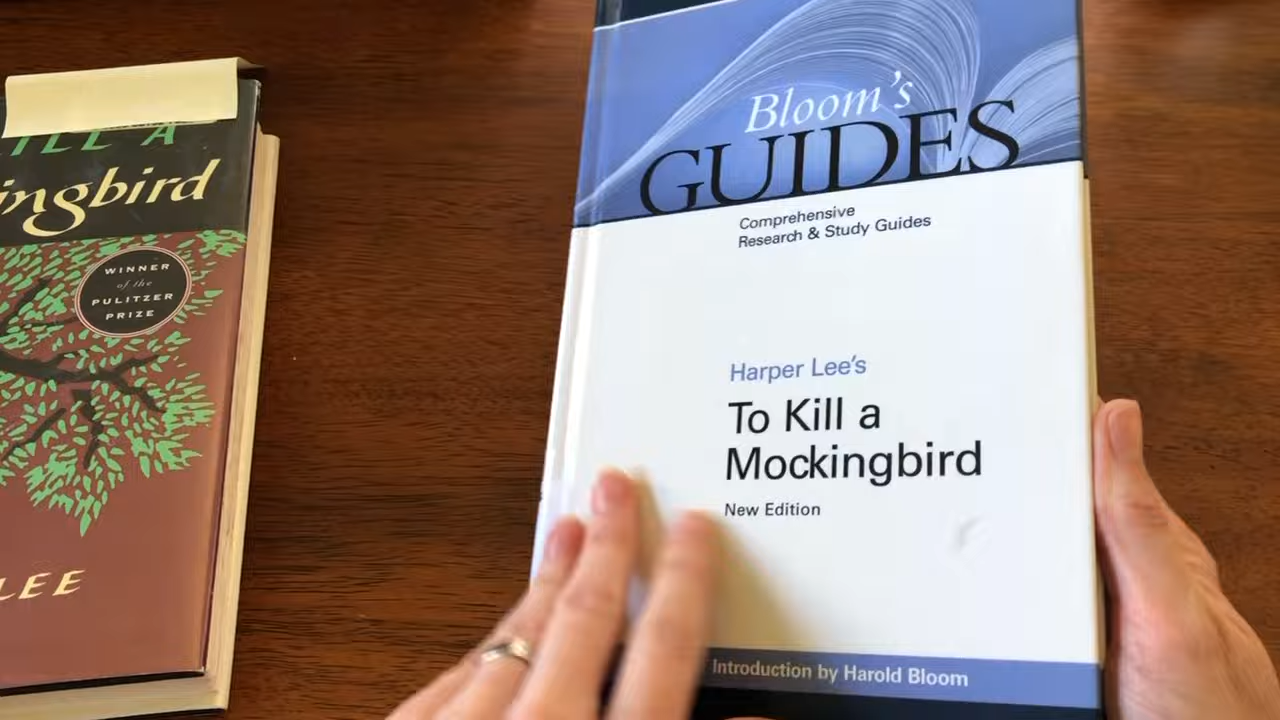 ILL A
ingbird
WINNER
of the
PULITZER
PRIZE
LEE
Bloom's
GUIDES
Comprehensive
Research & Study Guides
Harper Lee's
To Kill a
Mockingbird
New Edition
Introduction by Harold Bloom